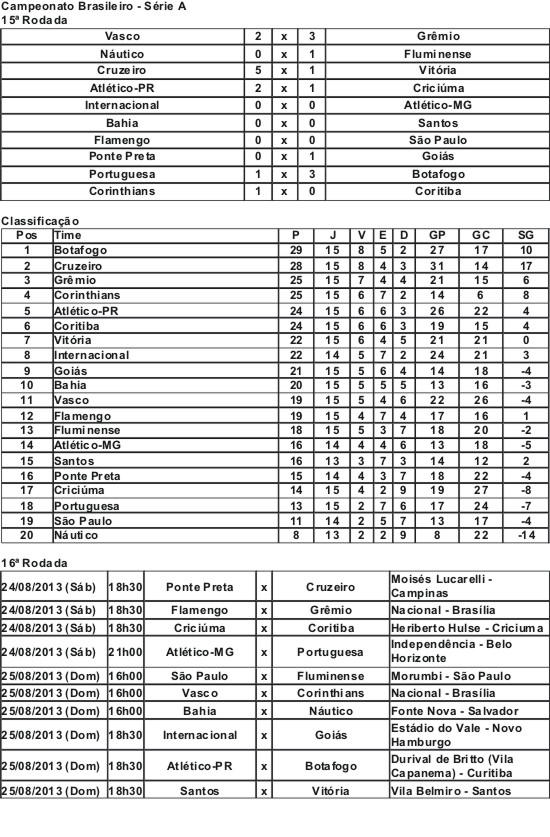 Campeonato Brasileiro - Série A
15ª Rodada
Vasco 2 x 3 Grêmio
Náutico 0 x 1 Fluminense
Cruzeiro 5 x 1 Vitória
Atlético-PR 2 x 1 Criciúma
Internacional 0 x 0 Atlético-MG
Bahia 0 x 0 Santos
Flamengo 0 x 0 São Paulo
Ponte Preta 0 x 1 Goiás
Portuguesa 1 x 3 Botafogo
Corinthians 1 x 0 Coritiba
Classificação
Pos Time P J V E D GP GC SG
1 Botafogo 29 15 8 5 2 27 17 10
2 Cruzeiro 28 15 8 4 3 31 14 17
3 Grêmio 25 15 7 4 4 21 15 6
4 Corinthians 25 15 6 7 2 14 6 8
5 Atlético-PR 24 15 6 6 3 26 22 4
6 Coritiba 24 15 6 6 3 19 15 4
7 Vitória 22 15 6 4 5 21 21 0
8 Internacional 22 14 5 7 2 24 21 3
9 Goiás 21 15 5 6 4 14 18 -4
10 Bahia 20 15 5 5 5 13 16 -3
11 Vasco 19 15 5 4 6 22 26 -4
12 Flamengo 19 15 4 7 4 17 16 1
13 Fluminense 18 15 5 3 7 18 20 -2
14 Atlético-MG 16 14 4 4 6 13 18 -5
15 Santos 16 13 3 7 3 14 12 2
16 Ponte Preta 15 14 4 3 7 18 22 -4
17 Criciúma 14 15 4 2 9 19 27 -8
18 Portuguesa 13 15 2 7 6 17 24 -7
19 São Paulo 11 14 2 5 7 13 17 -4
20 Náutico 8 13 2 2 9 8 22 -14
16ª Rodada
24/08/2013 (Sáb) 18h30 Ponte Preta x Cruzeiro Moisés Lucarelli -
Campinas
24/08/2013 (Sáb) 18h30 Flamengo x Grêmio Nacional - Brasília
24/08/2013 (Sáb) 18h30 Criciúma x Coritiba Heriberto Hulse - Criciuma
24/08/2013 (Sáb) 21h00 Atlético-MG x Portuguesa Independência - Belo
Horizonte
25/08/2013 (Dom) 16h00 São Paulo x Fluminense Morumbi - São Paulo
25/08/2013 (Dom) 16h00 Vasco x Corinthians Nacional - Brasília
25/08/2013 (Dom) 16h00 Bahia x Náutico Fonte Nova - Salvador
25/08/2013 (Dom) 18h30 Internacional x Goiás Estádio do Vale - Novo
Hamburgo
25/08/2013 (Dom) 18h30 Atlético-PR x Botafogo Durival de Britto (Vila
Capanema) - Curitiba
25/08/2013 (Dom) 18h30 Santos x Vitória Vila Belmiro - Santos